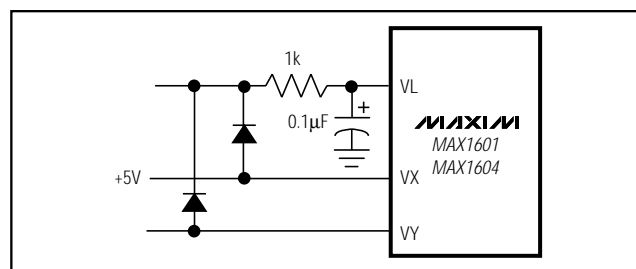 1k
VL
+
0.1µF
MAXIM
MAX1601
MAX1604
+5V
VX
VY